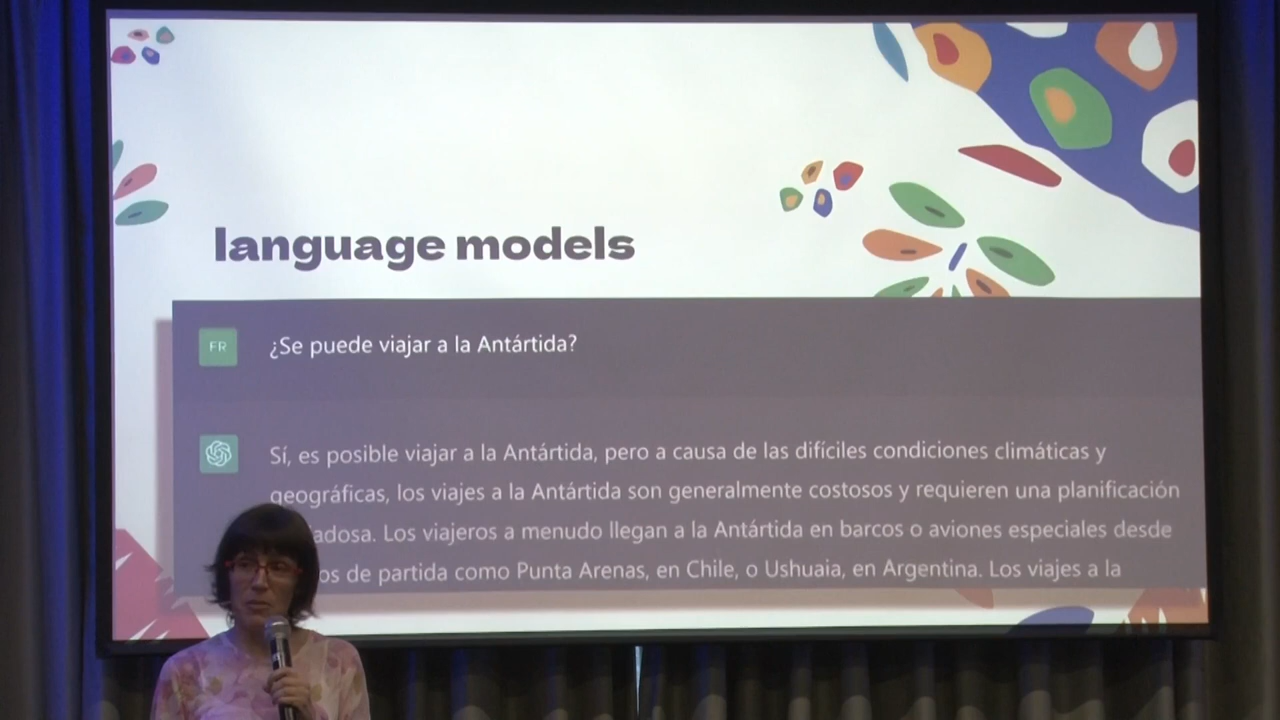 language models
FR
¿Se puede viajar a la Antártida?
Sí, es posible viajar a la Antártida, pero a causa de las difíciles condiciones climáticas y
geográficas, los viajes a la Antártida son generalmente costosos y requieren una planificación
Los viajeros a menudo llegan a la Antártida en barcos o aviones especiales desde
de partida como Punta Arenas, en Chile, o Ushuaia, en Argentina. Los viajes a la